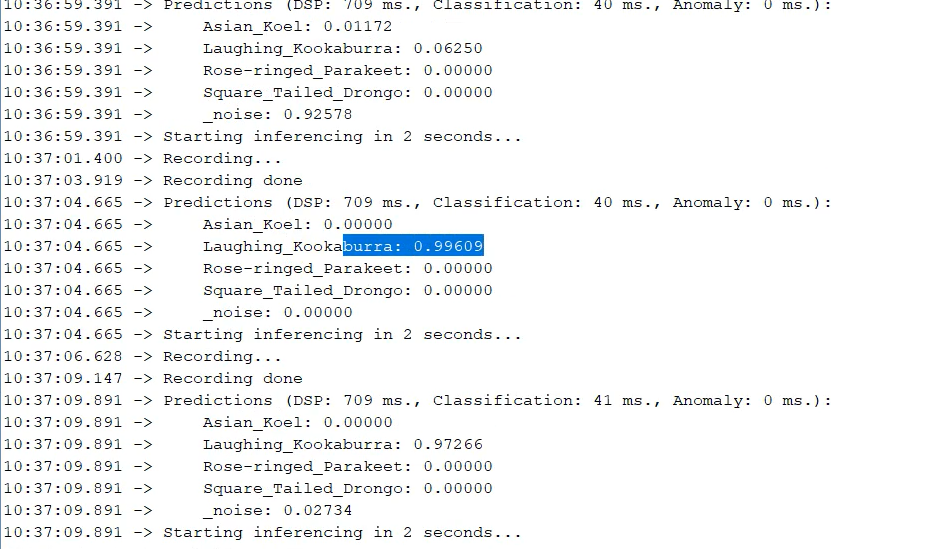 10:36:59.391 -> Predictions (DSP: 709 ms., Classification: 40 ms., Anomaly: 0 ms.):
10:36:59.391 ->     Asian_Koel: 0.01172
10:36:59.391 ->     Laughing_Kookaburra: 0.06250
10:36:59.391 ->     Rose-ringed_Parakeet: 0.00000
10:36:59.391 ->     Square_Tailed_Drongo: 0.00000
10:36:59.391 ->     _noise: 0.92578
10:36:59.391 -> Starting inferencing in 2 seconds...
10:37:01.400 -> Recording...
10:37:03.919 -> Recording done
10:37:04.665 -> Predictions (DSP: 709 ms., Classification: 40 ms., Anomaly: 0 ms.):
10:37:04.665 ->     Asian_Koel: 0.00000
10:37:04.665 ->     Laughing_Kookaburra: 0.99609
10:37:04.665 ->     Rose-ringed_Parakeet: 0.00000
10:37:04.665 ->     Square_Tailed_Drongo: 0.00000
10:37:04.665 ->     _noise: 0.00000
10:37:04.665 -> Starting inferencing in 2 seconds...
10:37:06.628 -> Recording...
10:37:09.147 -> Recording done
10:37:09.891 -> Predictions (DSP: 709 ms., Classification: 41 ms., Anomaly: 0 ms.):
10:37:09.891 ->     Asian_Koel: 0.00000
10:37:09.891 ->     Laughing_Kookaburra: 0.97266
10:37:09.891 ->     Rose-ringed_Parakeet: 0.00000
10:37:09.891 ->     Square_Tailed_Drongo: 0.00000
10:37:09.891 ->     _noise: 0.02734
10:37:09.891 -> Starting inferencing in 2 seconds...